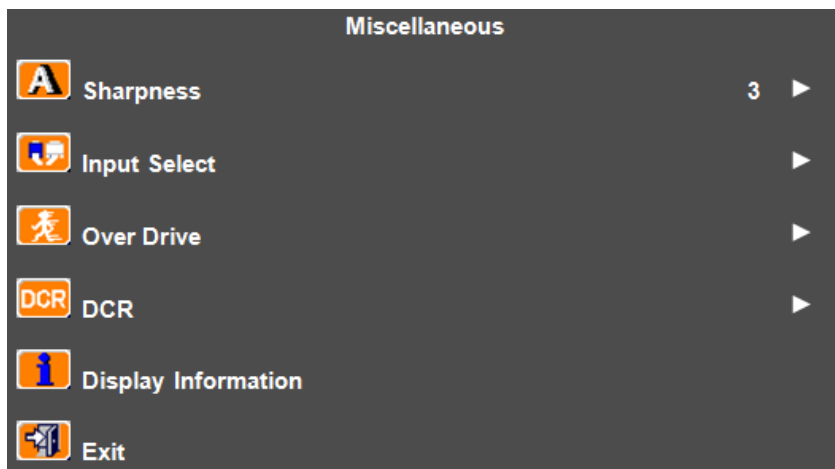 Miscellaneous
A Sharpness 3
Input Select
Over Drive
DCR DCR
i Display Information
Exit